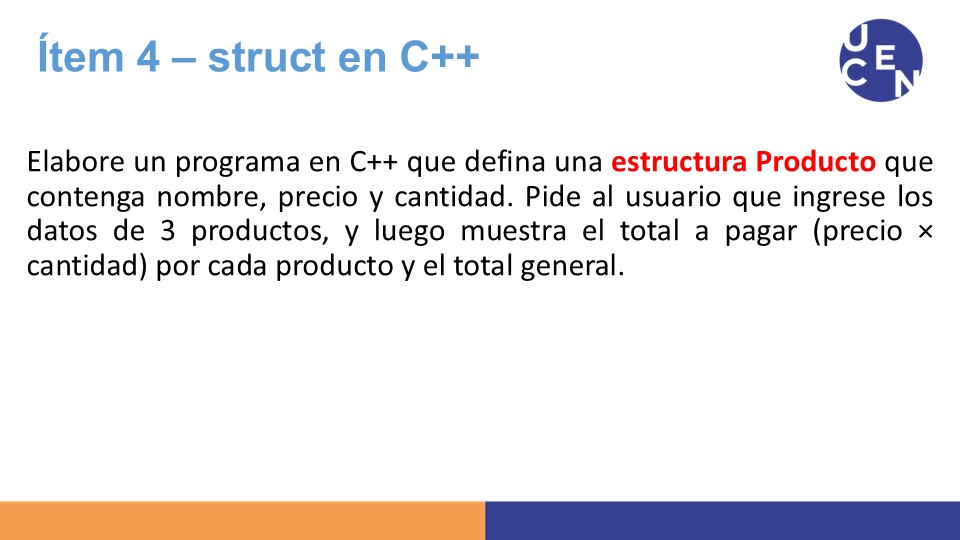 Ítem 4 – struct en C++
U
C E
N
Elabore un programa en C++ que defina una estructura Producto que
contenga nombre, precio y cantidad. Pide al usuario que ingrese los
datos de 3 productos, y luego muestra el total a pagar (precio ×
cantidad) por cada producto y el total general.